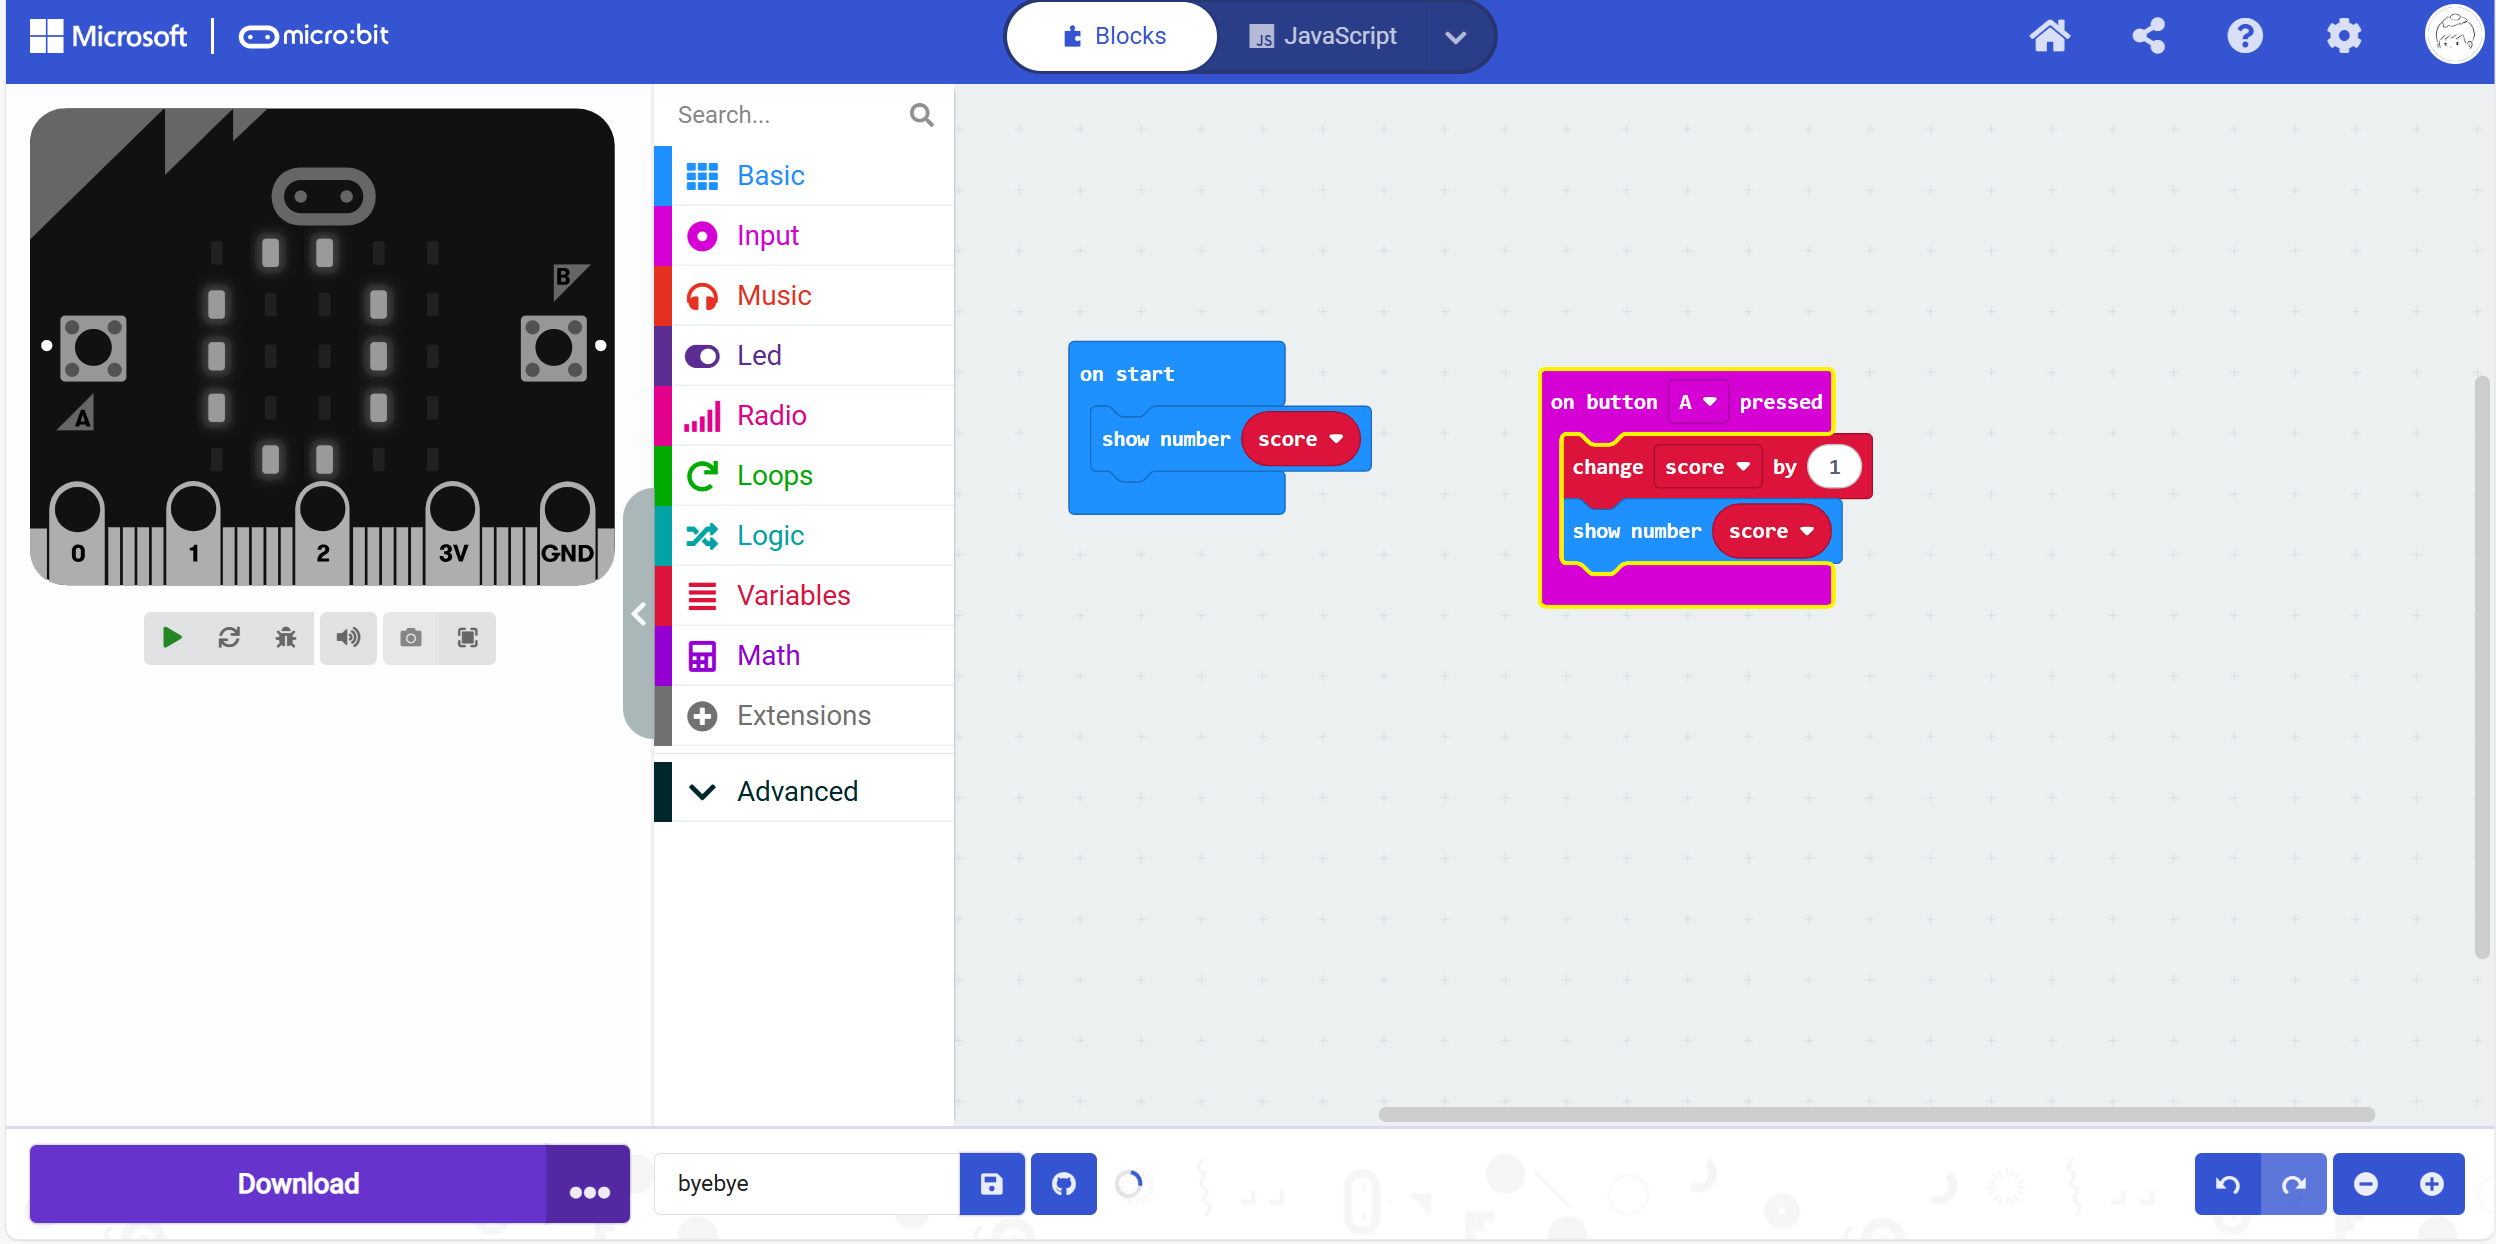 Microsoft micro:bit
Blocks
JS JavaScript
B
A
0 1 2 3V GND
Search...
Basic
Input
Music
Led
Radio
Loops
Logic
Variables
Math
Extensions
Advanced
on start
show number score
on button A pressed
change score by 1
show number score
Download
byebye